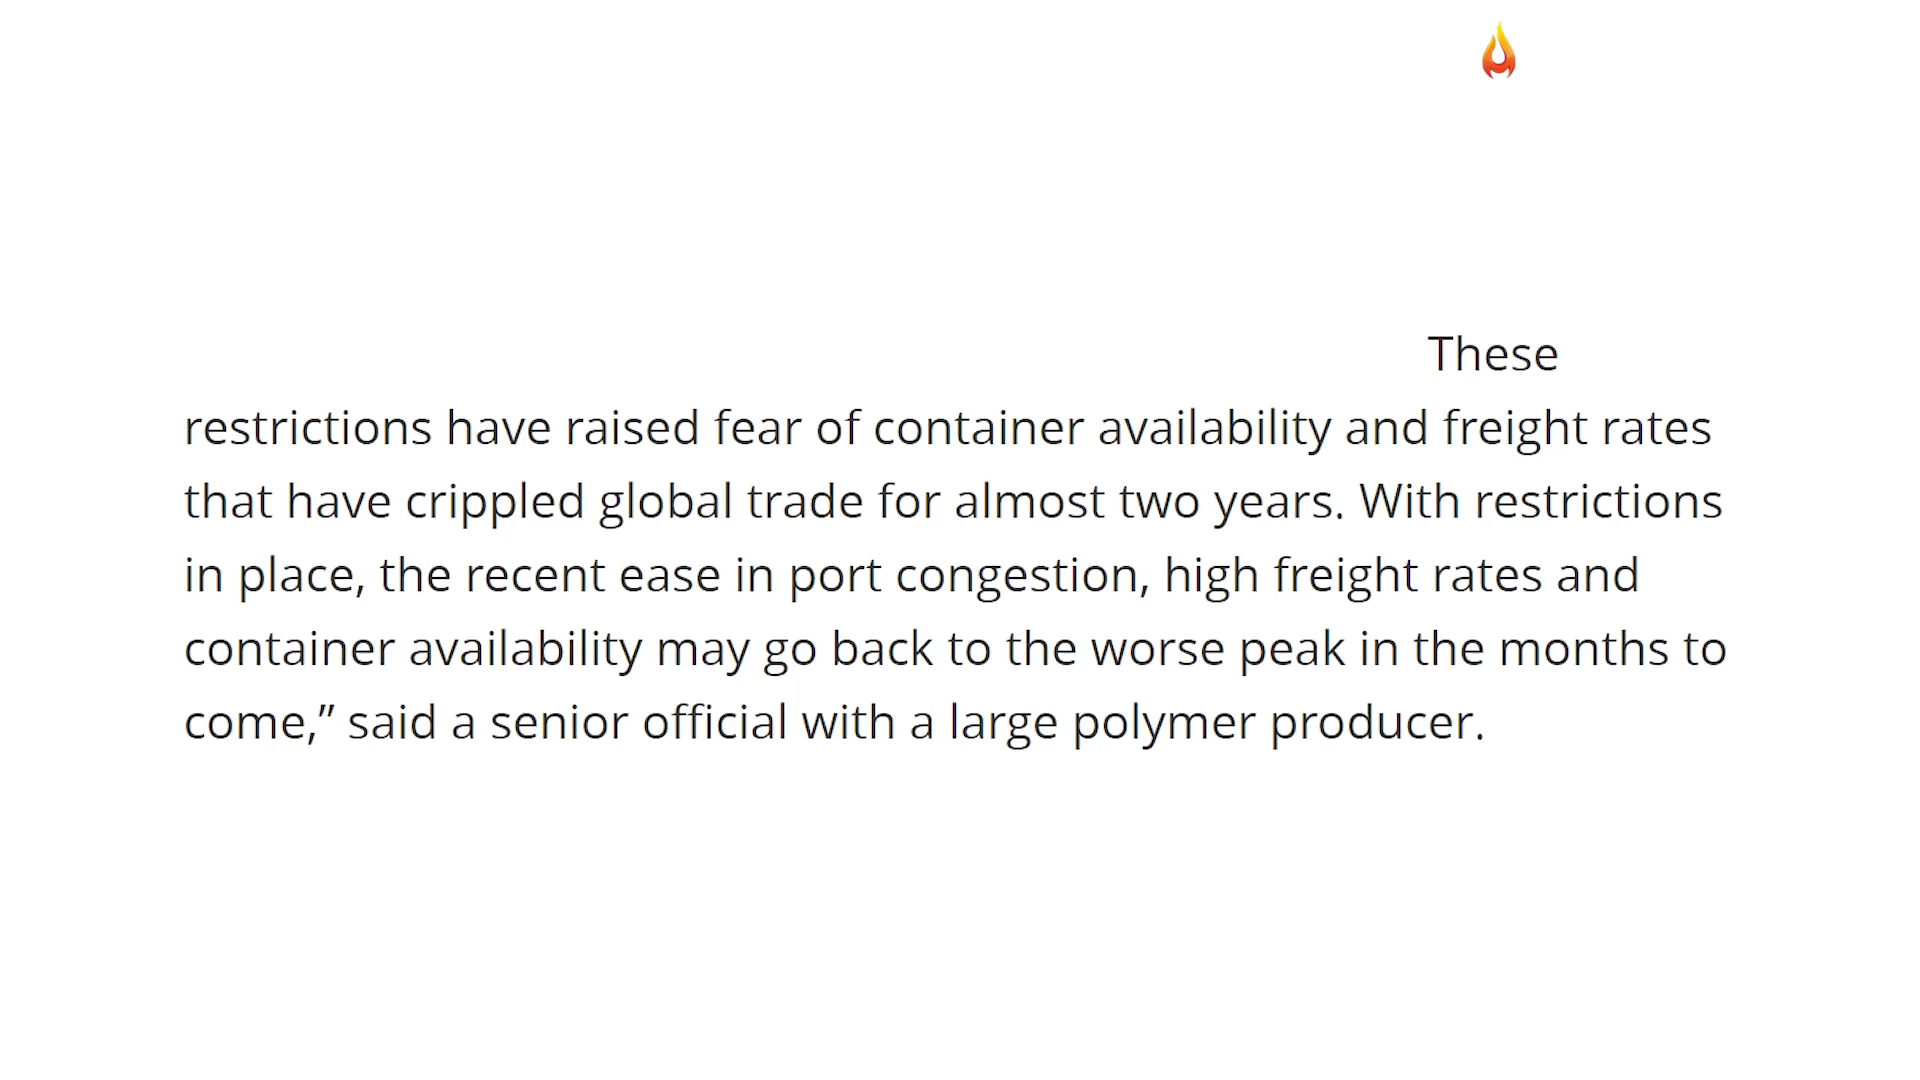 These
restrictions have raised fear of container availability and freight rates
that have crippled global trade for almost two years. With restrictions
in place, the recent ease in port congestion, high freight rates and
container availability may go back to the worse peak in the months to
come,” said a senior official with a large polymer producer.